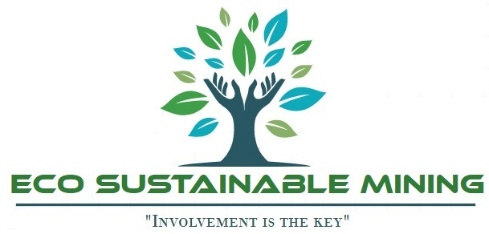 ECO SUSTAINABLE MINING
"INVOLVEMENT IS THE KEY"